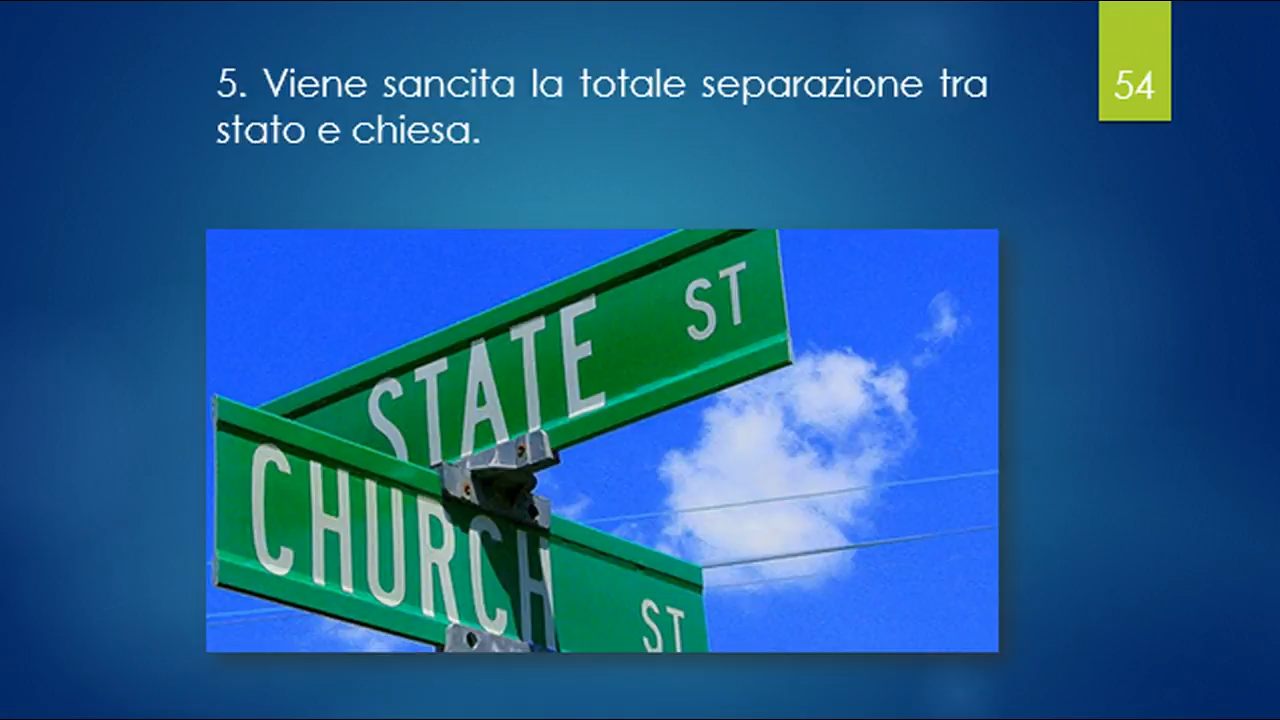 5. Viene sancita la totale separazione tra
stato e chiesa.
54
STATE ST
CHURCH ST